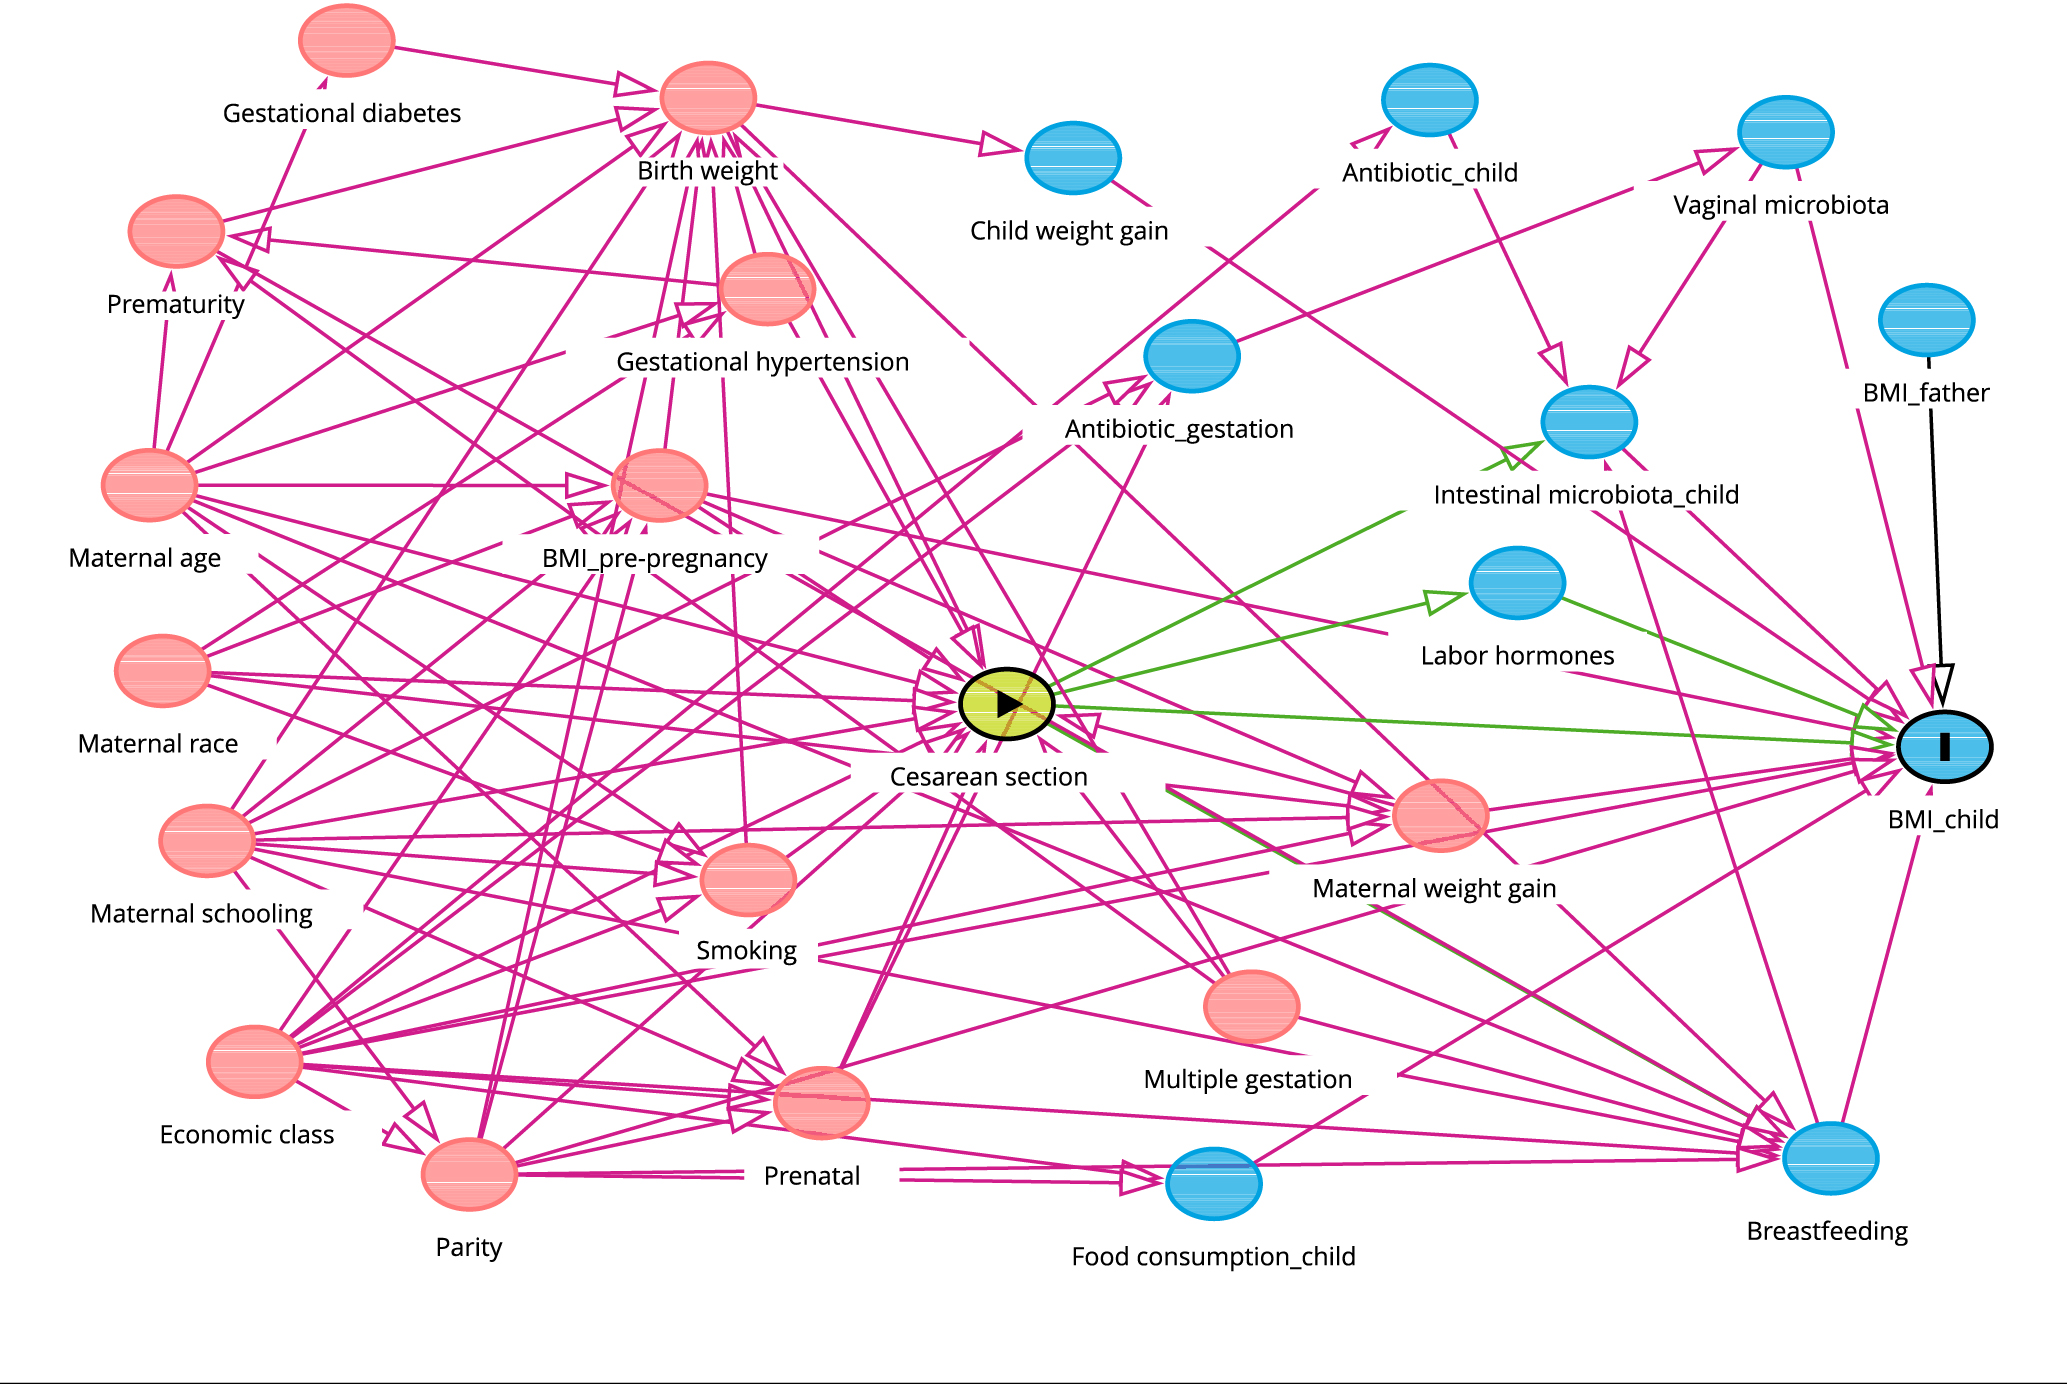 Gestational diabetes
Birth weight
Antibiotic_child
Vaginal microbiota
Child weight gain
Prematurity
Gestational hypertension
BMI_father
Antibiotic_gestation
Intestinal microbiota_child
Maternal age
BMI_pre-pregnancy
Labor hormones
Maternal race
Cesarean section
BMI_child
Maternal weight gain
Maternal schooling
Smoking
Multiple gestation
Economic class
Prenatal
Breastfeeding
Parity
Food consumption_child